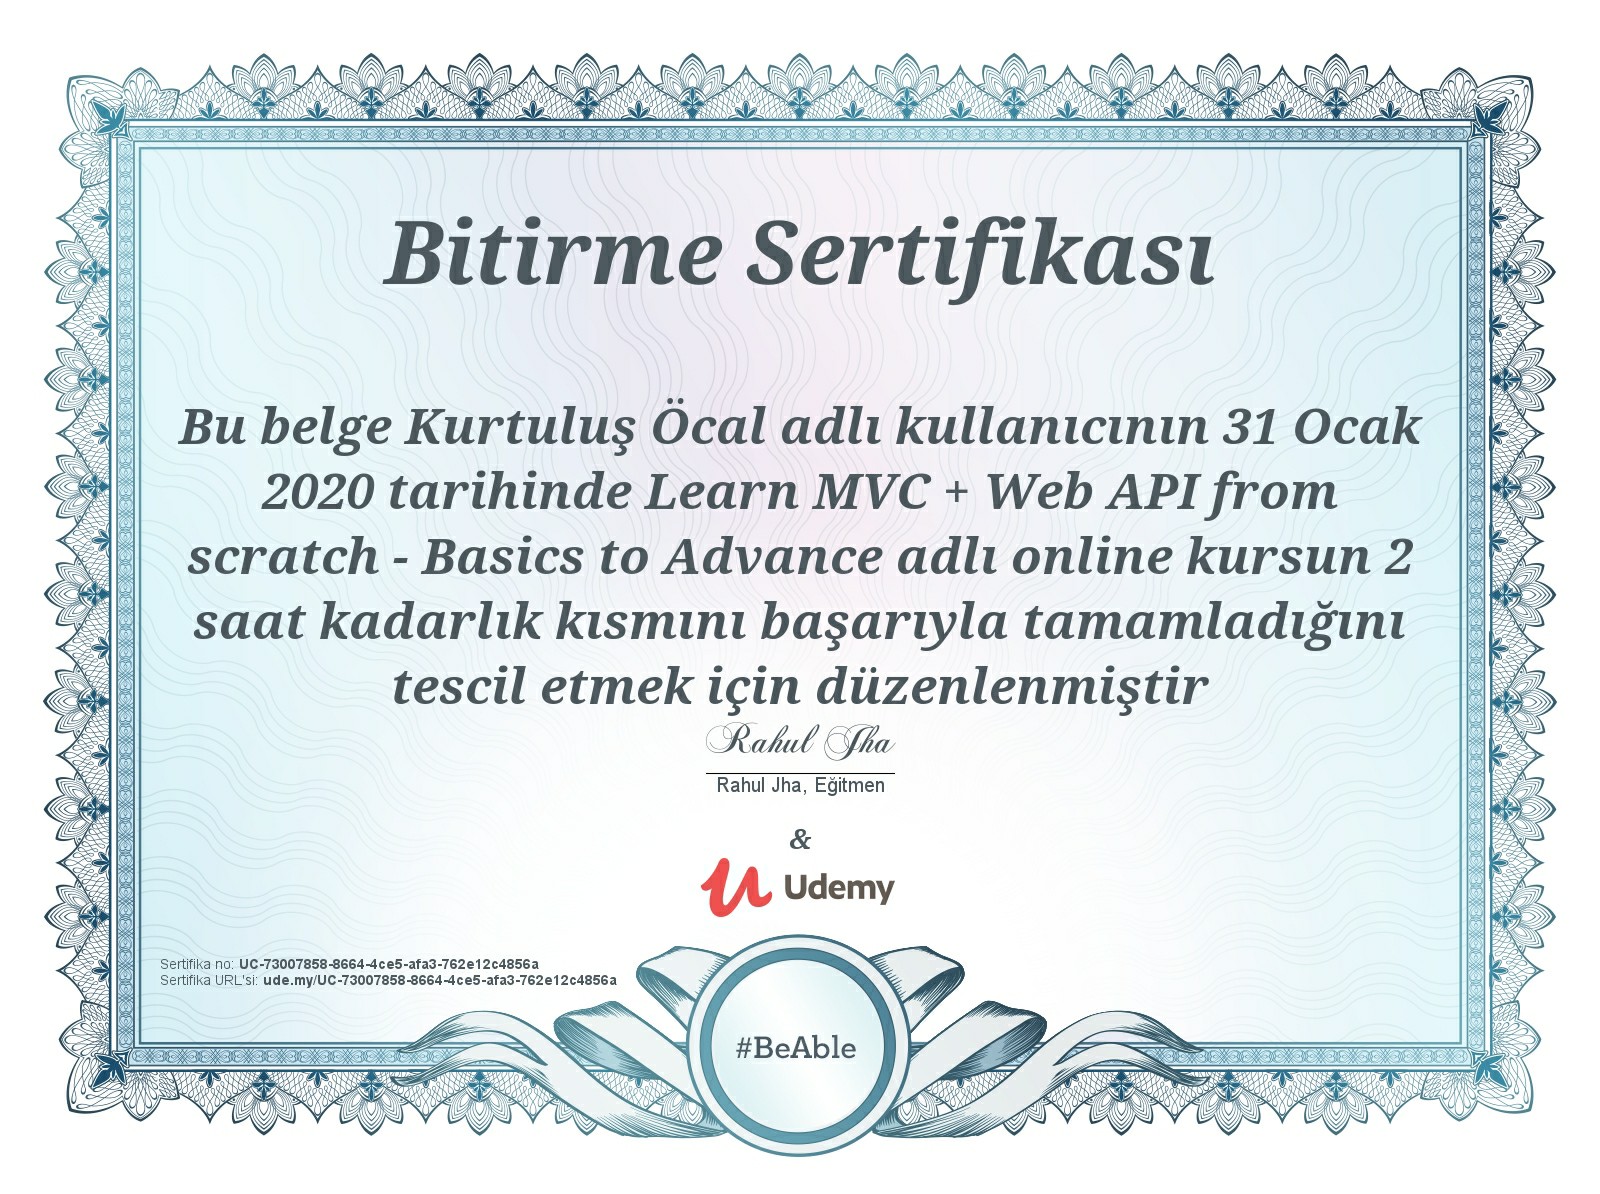 Bitirme Sertifikası
Bu belge Kurtuluş Öcal adlı kullanıcının 31 Ocak
2020 tarihinde Learn MVC + Web API from
scratch - Basics to Advance adlı online kursun 2
saat kadarlık kısmını başarıyla tamamladığını
tescil etmek için düzenlenmiştir
Rahul Jha
Rahul Jha, Eğitmen
&
Udemy
Sertifika no: UC-73007858-8664-4ce5-afa3-762e12c4856a
Sertifika URL'si: ude.my/UC-73007858-8664-4ce5-afa3-762e12c4856a
#BeAble